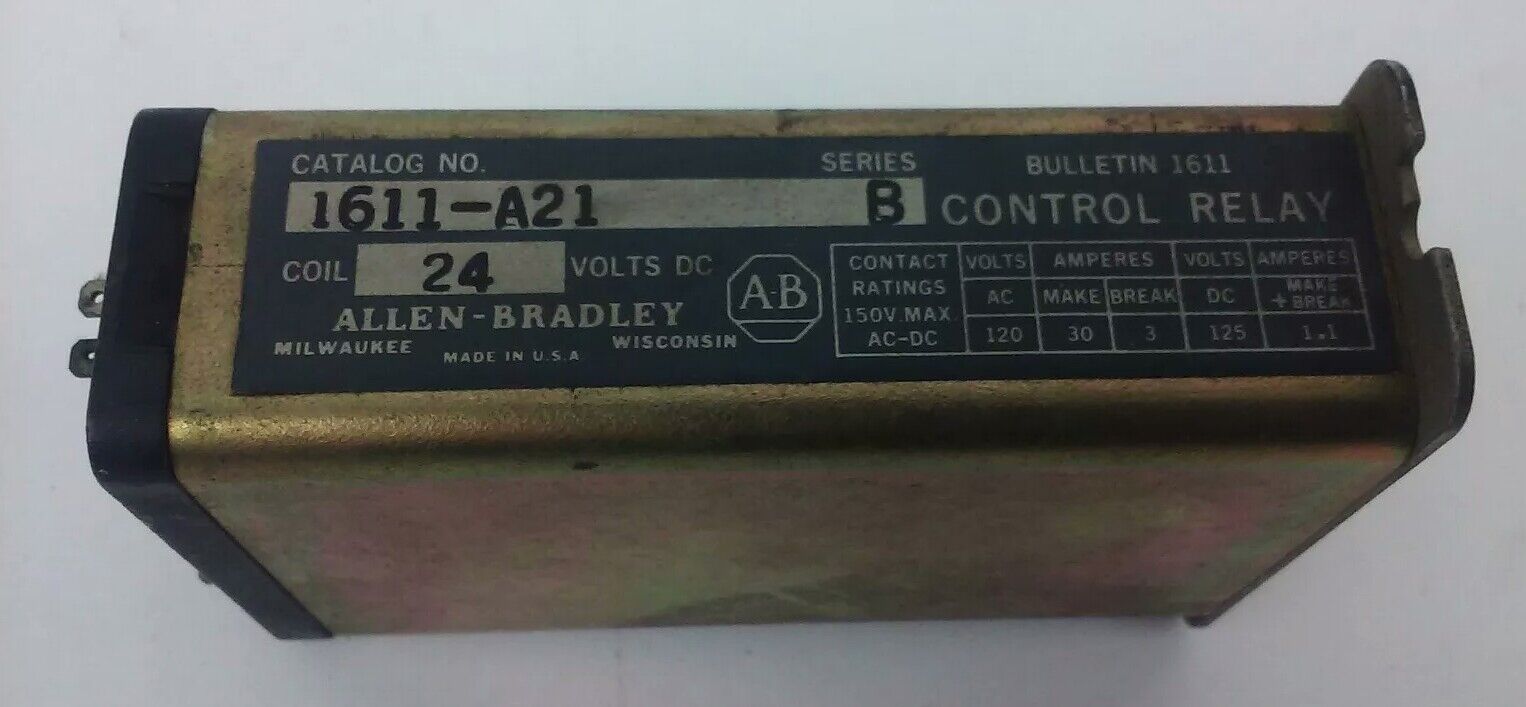 CATALOG NO. SERIES BULLETIN 1611
1611-A21 B CONTROL RELAY
COIL 24 VOLTS DC
ALLEN-BRADLEY
MILWAUKEE MADE IN U.S.A WISCONSIN
A-B
CONTACT RATINGS 150V.MAX. AC-DC
VOLTS AMPERES VOLTS AMPERES
AC MAKE BREAK DC MAKE + BREAK
120 30 3 125 1.1